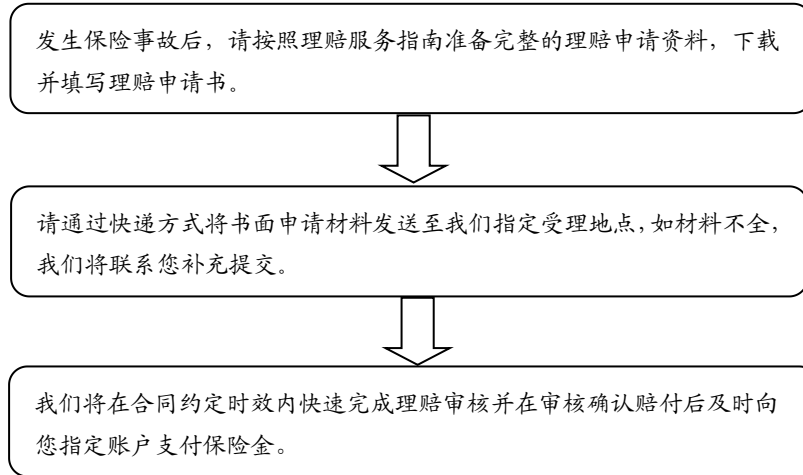 发生保险事故后，请按照理赔服务指南准备完整的理赔申请资料，下载
并填写理赔申请书。
请通过快递方式将书面申请材料发送至我们指定受理地点，如材料不全，
我们将联系您补充提交。
我们将在合同约定时效内快速完成理赔审核并在审核确认赔付后及时向
您指定账户支付保险金。